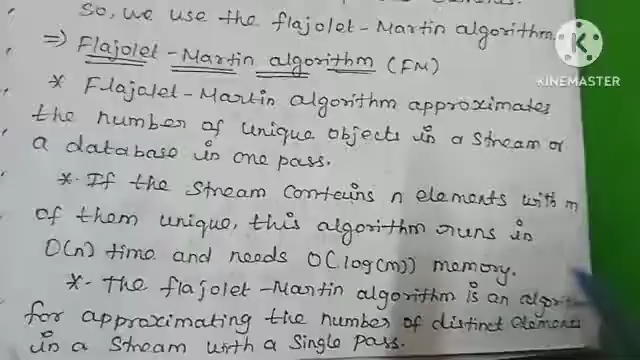 So, we use the flajolet-Martin algorithm.
⇒ Flajolet - Martin algorithm (FM)
* Flajalet-Martin algorithm approximates
the number of unique objects in a Stream or
a database in one pass.
*. If the Stream contains n elements with m
of them unique, this algorithm runs in
O(n) time and needs O(log(m)) memory.
*. The flajolet-Martin algorithm is an
for approximating the number of distinct elements
in a Stream with a Single pass.
KINEMASTER